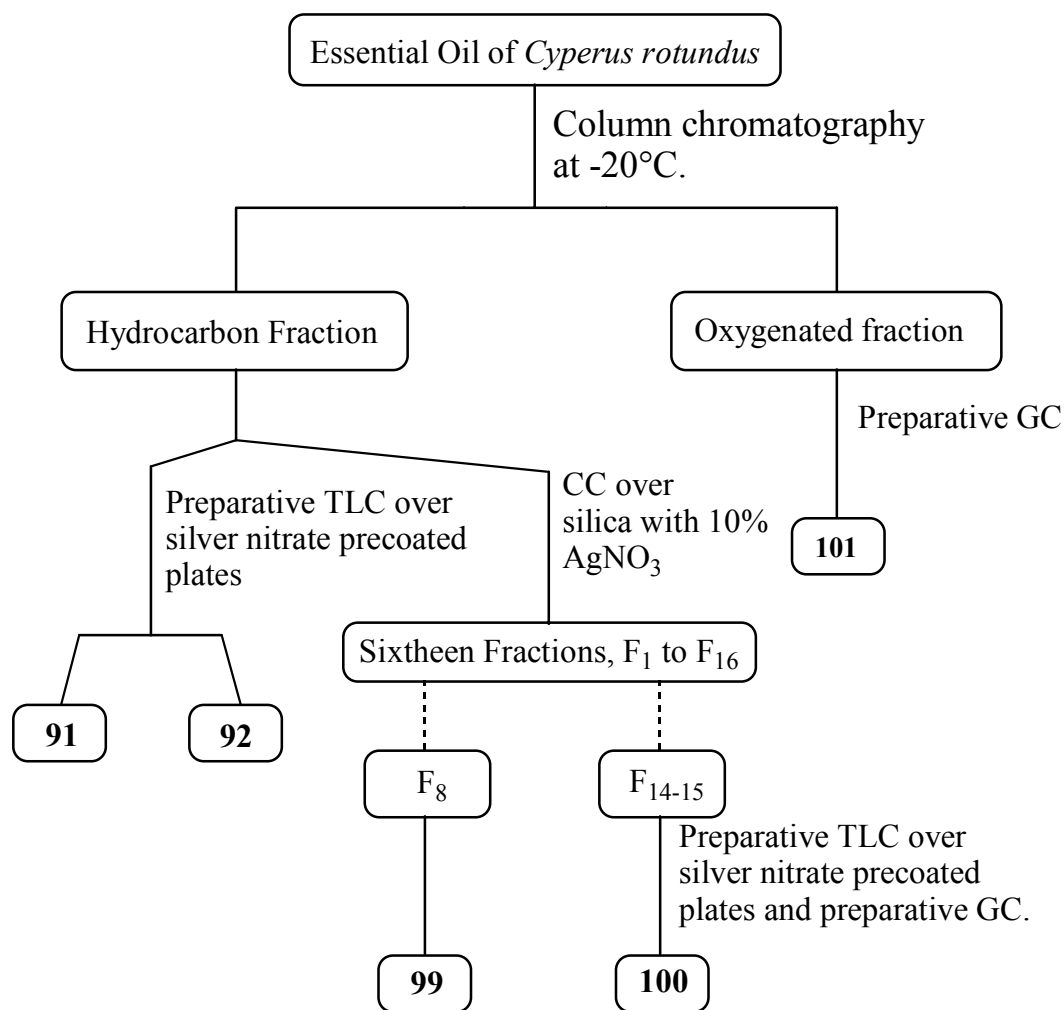 Essential Oil of Cyperus rotundus
Column chromatography
at -20°C.
Hydrocarbon Fraction
Oxygenated fraction
Preparative GC
Preparative TLC over
silver nitrate precoated
plates
CC over
silica with 10%
AgNO3
101
Sixtheen Fractions, F1 to F16
91
92
F8
F14-15
Preparative TLC over
silver nitrate precoated
plates and preparative GC.
99
100